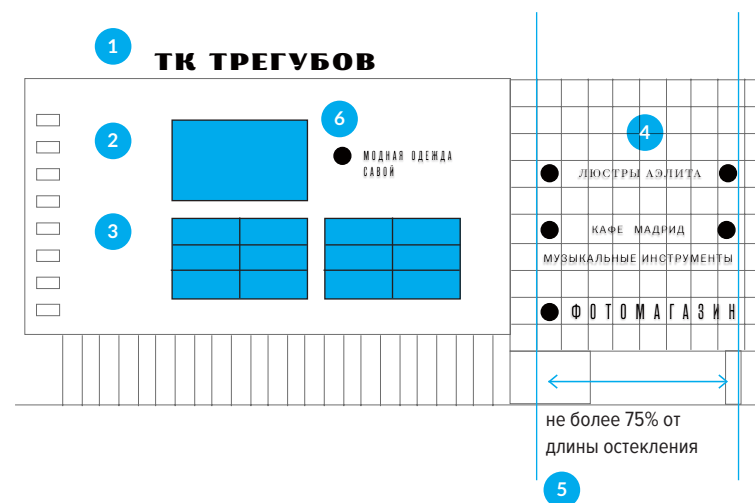 1
ТК ТРЕГУБОВ
2
6
4
МОДНАЯ ОДЕЖДА
САВОЙ
ЛЮСТРЫ АЭЛИТА
3
КАФЕ МАДРИД
МУЗЫКАЛЬНЫЕ ИНСТРУМЕНТЫ
ФОТОМАГАЗИН
не более 75% от
длины остекления
5